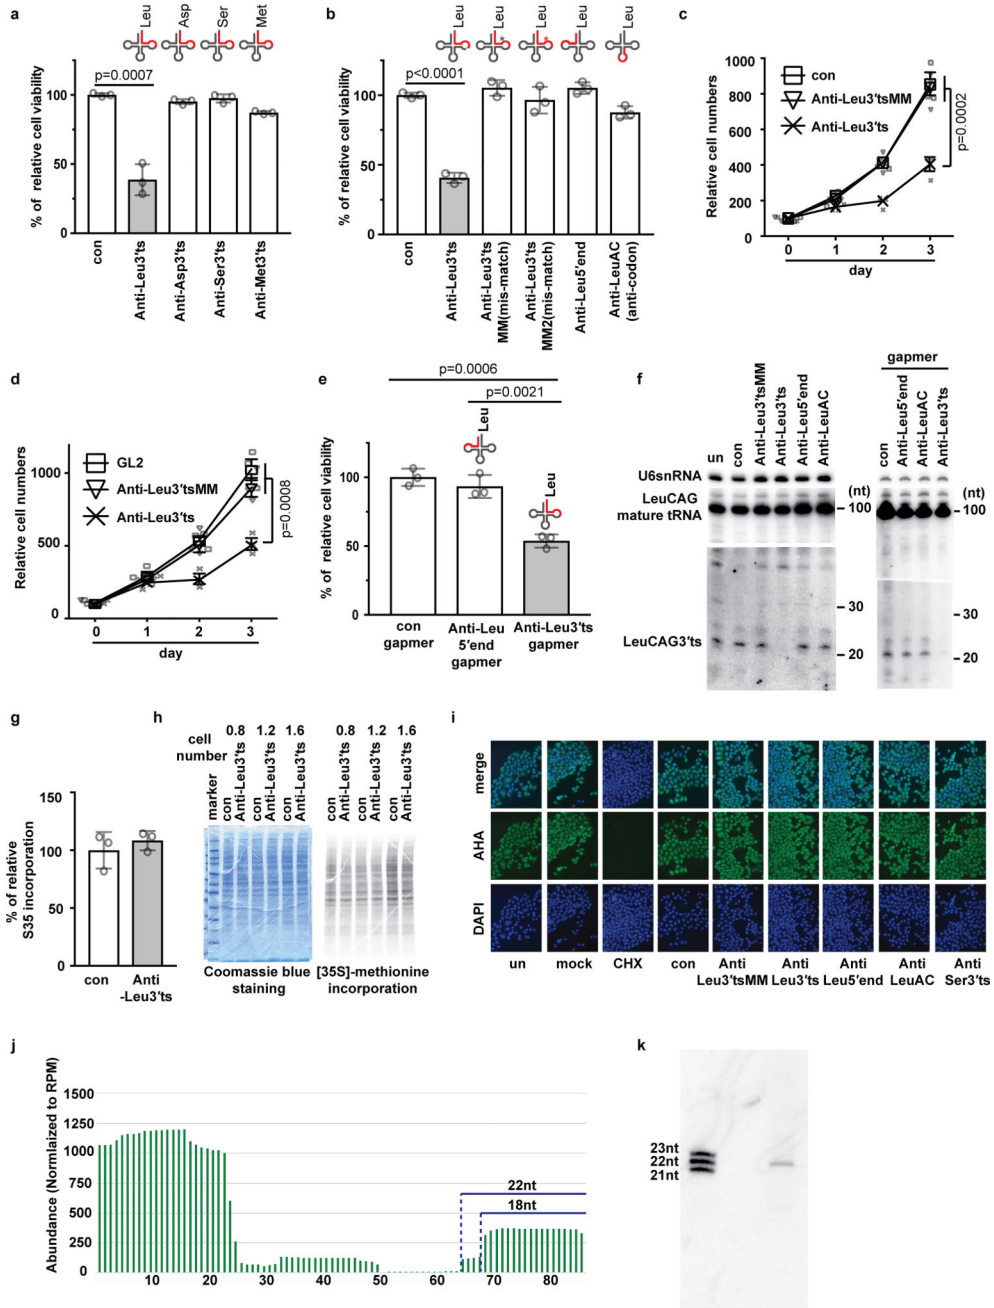 a
Leu
Asp
Ser
Met
p=0.0007
% of relative cell viability
100
50
0
con
Anti-Leu3'ts
Anti-Asp3'ts
Anti-Ser3'ts
Anti-Met3'ts
b
Leu
Leu
*
Leu
*
Leu
Leu
p<0.0001
% of relative cell viability
100
50
0
con
Anti-Leu3'ts
Anti-Leu3'ts
MM(mis-match)
Anti-Leu3'ts
MM2(mis-match)
Anti-Leu5'end
Anti-LeuAC
(anti-codon)
c
Relative cell numbers
1000
800
600
400
200
0
con
Anti-Leu3'tsMM
Anti-Leu3'ts
p=0.0002
0
1
2
3
day
d
Relative cell numbers
1000
500
0
GL2
Anti-Leu3'tsMM
Anti-Leu3'ts
p=0.0008
0
1
2
3
day
e
p=0.0006
p=0.0021
Leu
Leu
% of relative cell viability
100
50
0
con
gapmer
Anti-Leu
5'end
gapmer
Anti-Leu3'ts
gapmer
f
un
con
Anti-Leu3'tsMM
Anti-Leu3'ts
Anti-Leu5'end
Anti-LeuAC
gapmer
con
Anti-Leu5'end
Anti-LeuAC
Anti-Leu3'ts
U6snRNA
LeuCAG
mature tRNA
LeuCAG3'ts
(nt)
100
30
20
(nt)
100
30
20
g
% of relative
S35 incorporation
150
100
50
0
con
Anti
-Leu3'ts
h
cell
number
0.8
1.2
1.6
0.8
1.2
1.6
marker
con
Anti-Leu3'ts
con
Anti-Leu3'ts
con
Anti-Leu3'ts
con
Anti-Leu3'ts
con
Anti-Leu3'ts
con
Anti-Leu3'ts
Coomassie blue
staining
[35S]-methionine
incorporation
i
merge
AHA
DAPI
un
mock
CHX
con
Anti
Leu3'tsMM
Anti
Leu3'ts
Anti
Leu5'end
Anti
LeuAC
Anti
Ser3'ts
j
Abundance (Normlaized to RPM)
1500
1250
1000
750
500
250
0
22nt
18nt
10
20
30
40
50
60
70
80
k
23nt
22nt
21nt